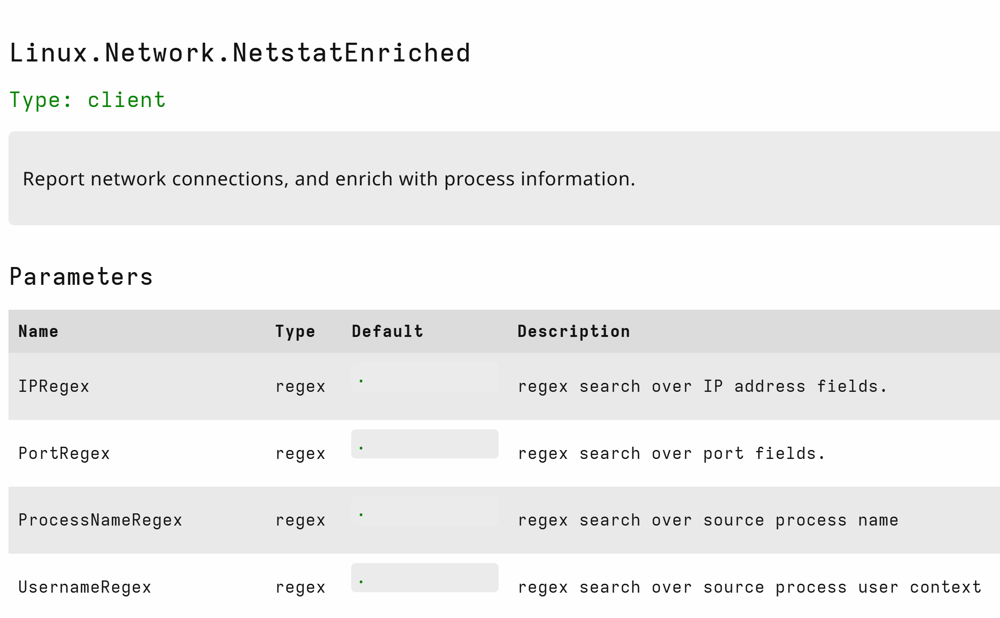 Linux.Network.NetstatEnriched
Type: client
Report network connections, and enrich with process information.
Parameters
Name Type Default Description
IPRegex regex . regex search over IP address fields.
PortRegex regex . regex search over port fields.
ProcessNameRegex regex . regex search over source process name
UsernameRegex regex . regex search over source process user context